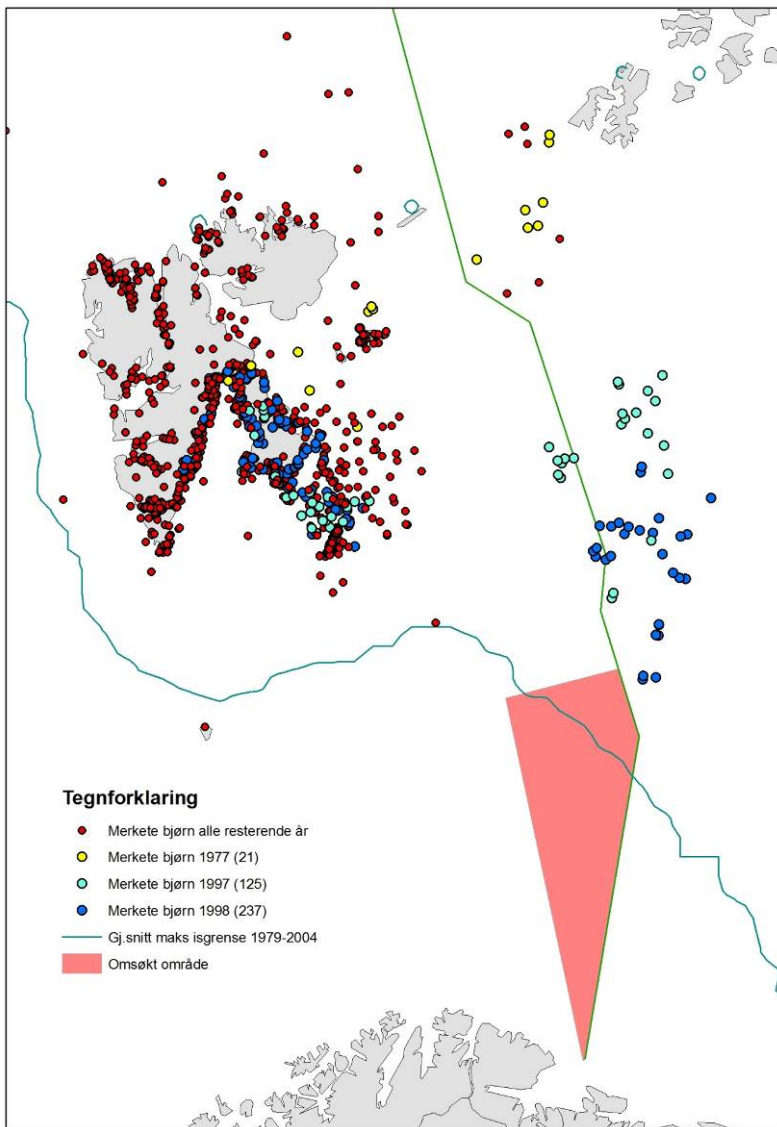 Tegnforklaring
Merkete bjørn alle resterende år
Merkete bjørn 1977 (21)
Merkete bjørn 1997 (125)
Merkete bjørn 1998 (237)
Gj.snitt maks isgrense 1979-2004
Omsøkt område